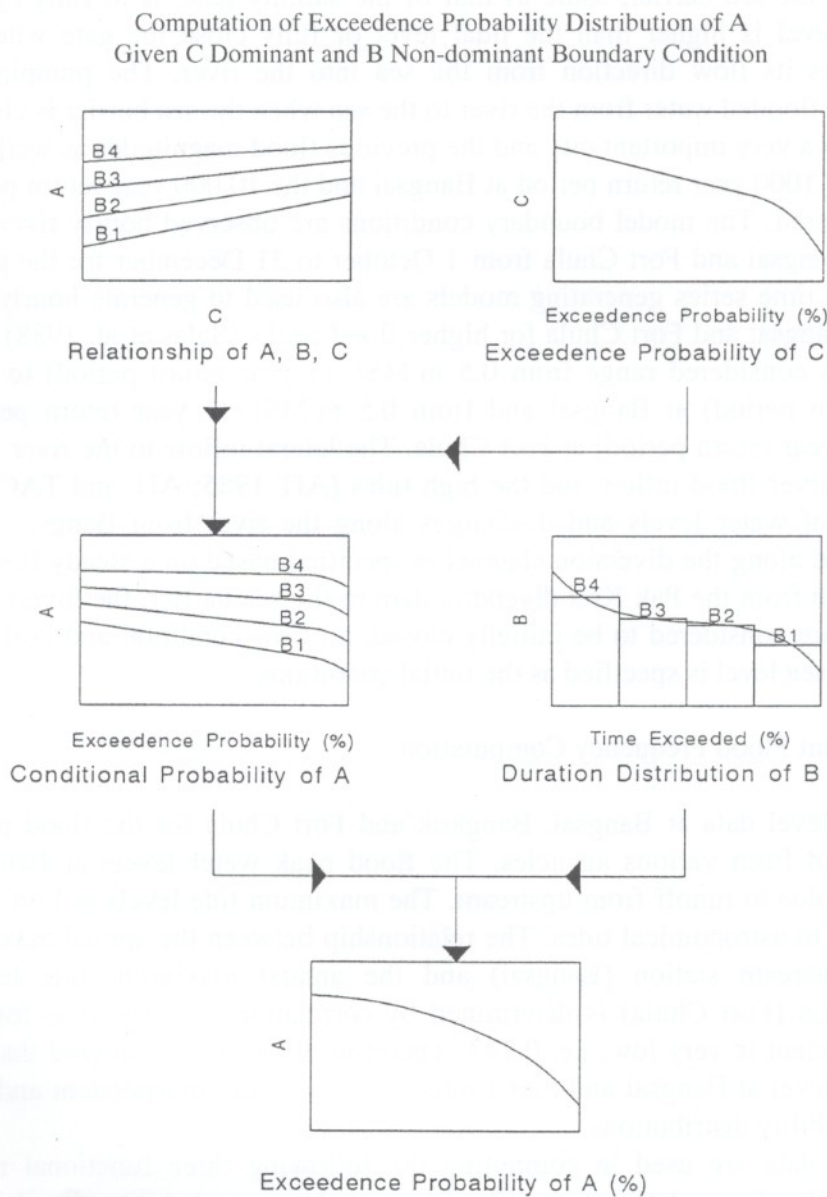 Computation of Exceedence Probability Distribution of A
Given C Dominant and B Non-dominant Boundary Condition
B4
B3
B2
B1
A
C
Relationship of A, B, C
C
Exceedence Probability (%)
Exceedence Probability of C
B4
B3
B2
B1
A
Exceedence Probability (%)
Conditional Probability of A
B4
B3
B2
B1
B
Time Exceeded (%)
Duration Distribution of B
A
Exceedence Probability of A (%)